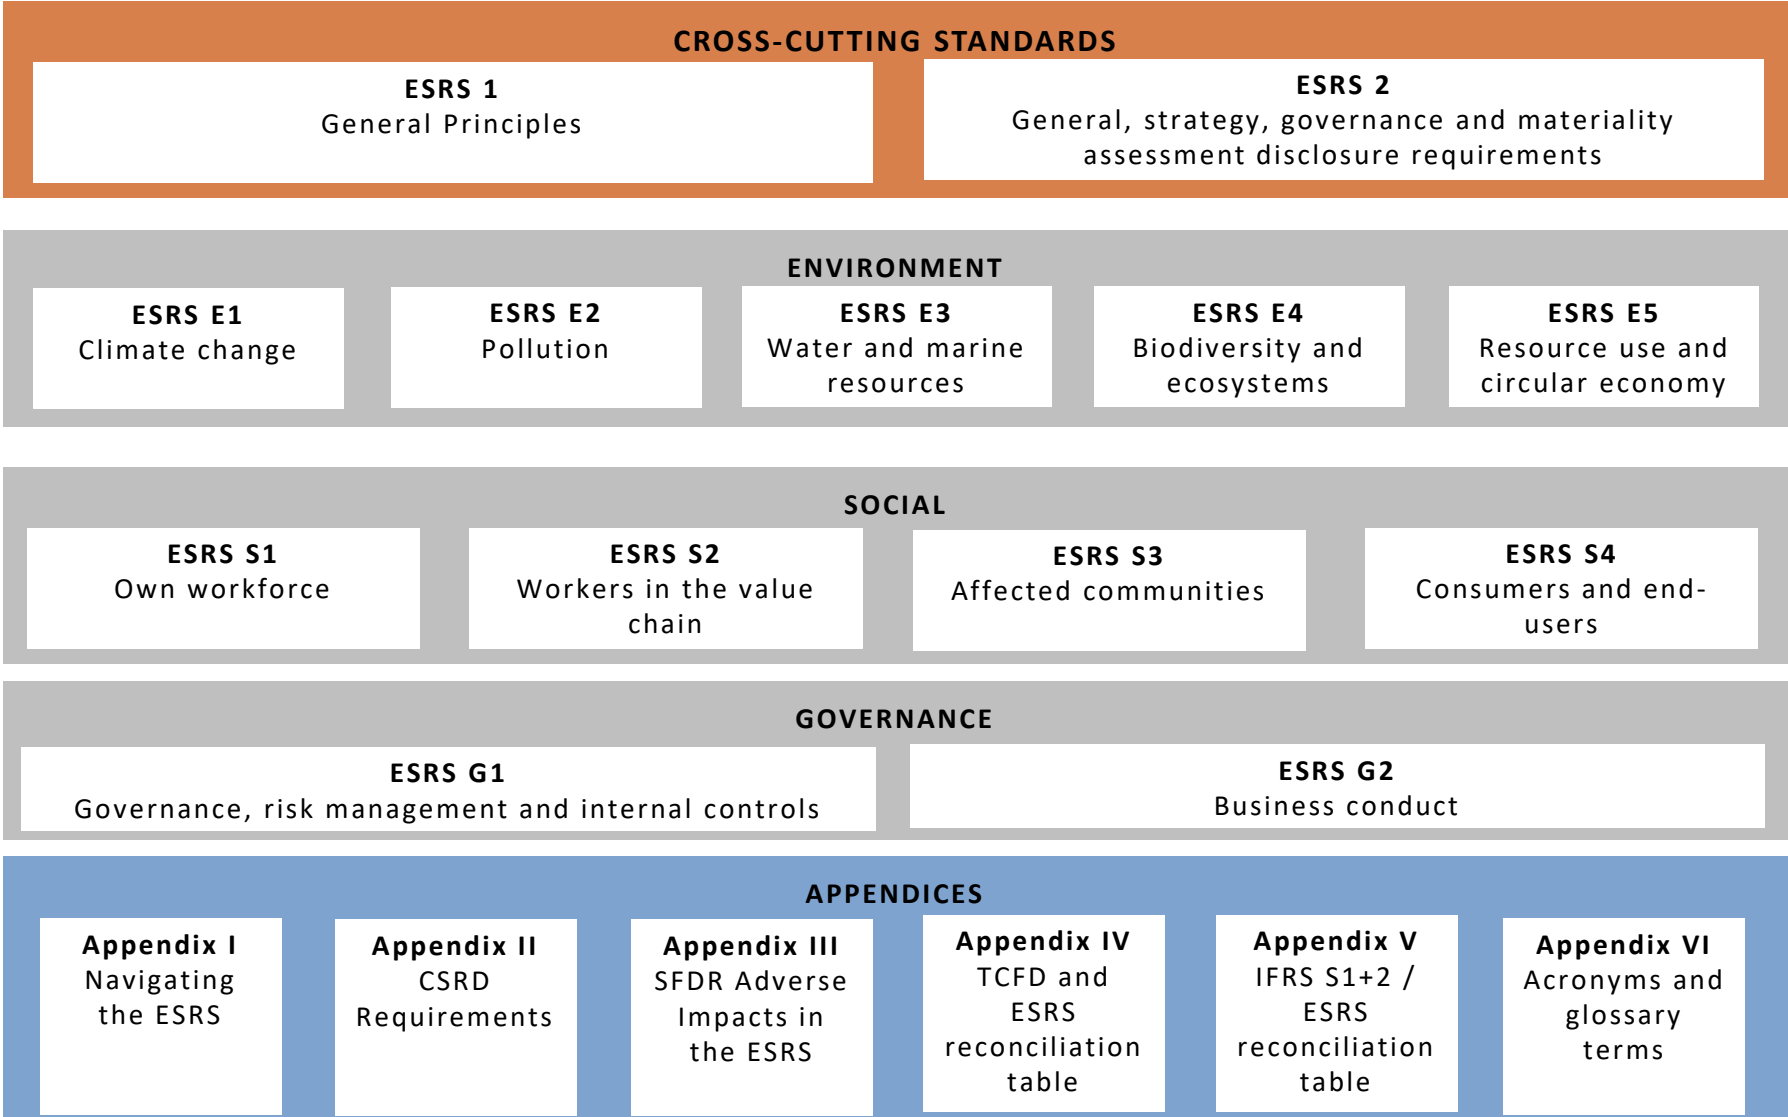 CROSS-CUTTING STANDARDS
ESRS 1
General Principles
ESRS 2
General, strategy, governance and materiality
assessment disclosure requirements
ENVIRONMENT
ESRS E1
Climate change
ESRS E2
Pollution
ESRS E3
Water and marine
resources
ESRS E4
Biodiversity and
ecosystems
ESRS E5
Resource use and
circular economy
SOCIAL
ESRS S1
Own workforce
ESRS S2
Workers in the value
chain
ESRS S3
Affected communities
ESRS S4
Consumers and end-
users
GOVERNANCE
ESRS G1
Governance, risk management and internal controls
ESRS G2
Business conduct
APPENDICES
Appendix I
Navigating
the ESRS
Appendix II
CSRD
Requirements
Appendix III
SFDR Adverse
Impacts in
the ESRS
Appendix IV
TCFD and
ESRS
reconciliation
table
Appendix V
IFRS S1+2 /
ESRS
reconciliation
table
Appendix VI
Acronyms and
glossary
terms